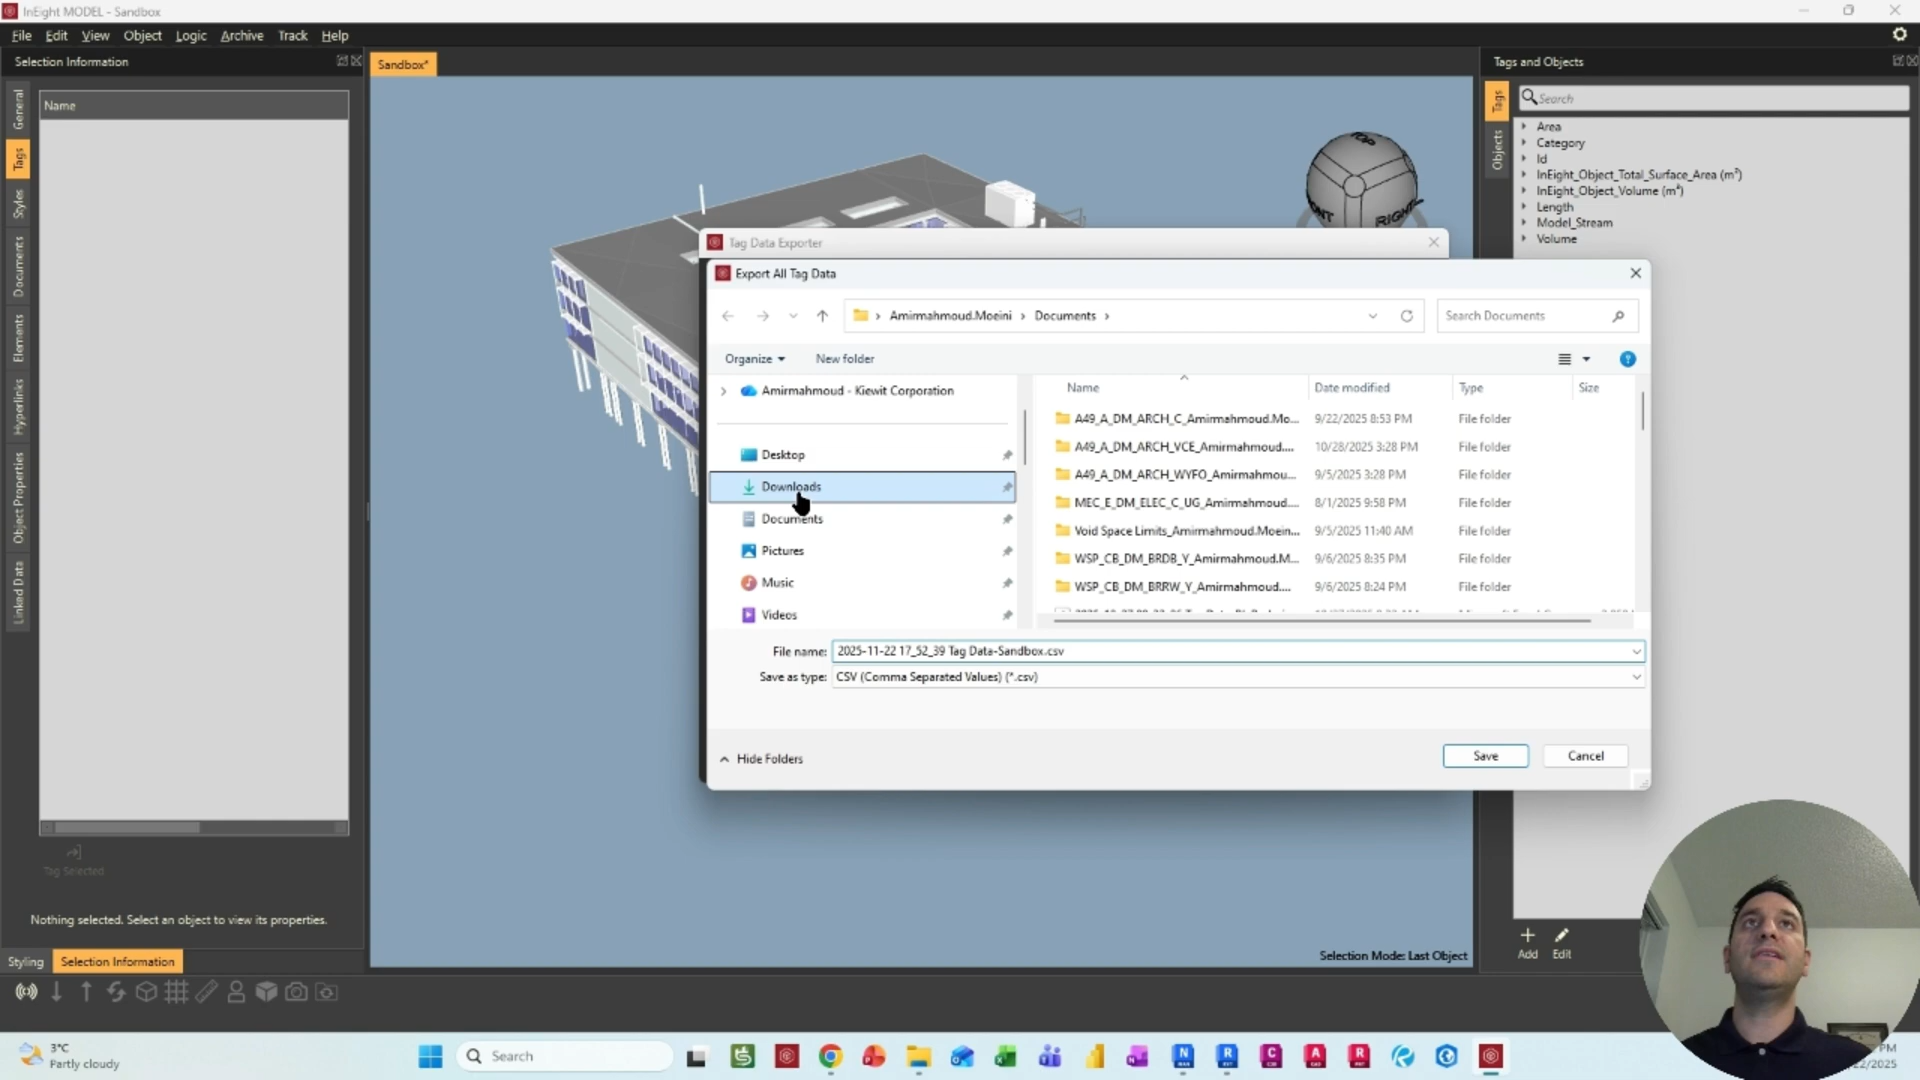 InEight MODEL - Sandbox
File Edit View Object Logic Archive Track Help
Selection Information
Sandbox*
Tags and Objects
General
Tags
Styles
Documents
Elements
Hyperlinks
Object Properties
Linked Data
Name
Tag Selected
Nothing selected. Select an object to view its properties.
Styling
Selection Information
TOP
RIGHT
Tags
Objects
Search
Area
Category
Id
InEight_Object_Total_Surface_Area (m²)
InEight_Object_Volume (m³)
Length
Model_Stream
Volume
Add Edit
Tag Data Exporter
Export All Tag Data
Amirmahmoud.Moeini > Documents >
Search Documents
Organize
New folder
Amirmahmoud - Kiewit Corporation
Desktop
Downloads
Documents
Pictures
Music
Videos
Name Date modified Type Size
A49_A_DM_ARCH_C_Amirmahmoud.Mo... 9/22/2025 8:53 PM File folder
A49_A_DM_ARCH_VCE_Amirmahmoud.... 10/28/2025 3:28 PM File folder
A49_A_DM_ARCH_WYFO_Amirmahmou... 9/5/2025 3:28 PM File folder
MEC_E_DM_ELEC_C_UG_Amirmahmoud.... 8/1/2025 9:58 PM File folder
Void Space Limits_Amirmahmoud.Moein... 9/5/2025 11:40 AM File folder
WSP_CB_DM_BRDB_Y_Amirmahmoud.M... 9/6/2025 8:35 PM File folder
WSP_CB_DM_BRRW_Y_Amirmahmoud.... 9/6/2025 8:24 PM File folder
File name: 2025-11-22 17_52_39 Tag Data-Sandbox.csv
Save as type: CSV (Comma Separated Values) (*.csv)
Hide Folders
Save
Cancel
Selection Mode: Last Object
3°C
Partly cloudy
Search